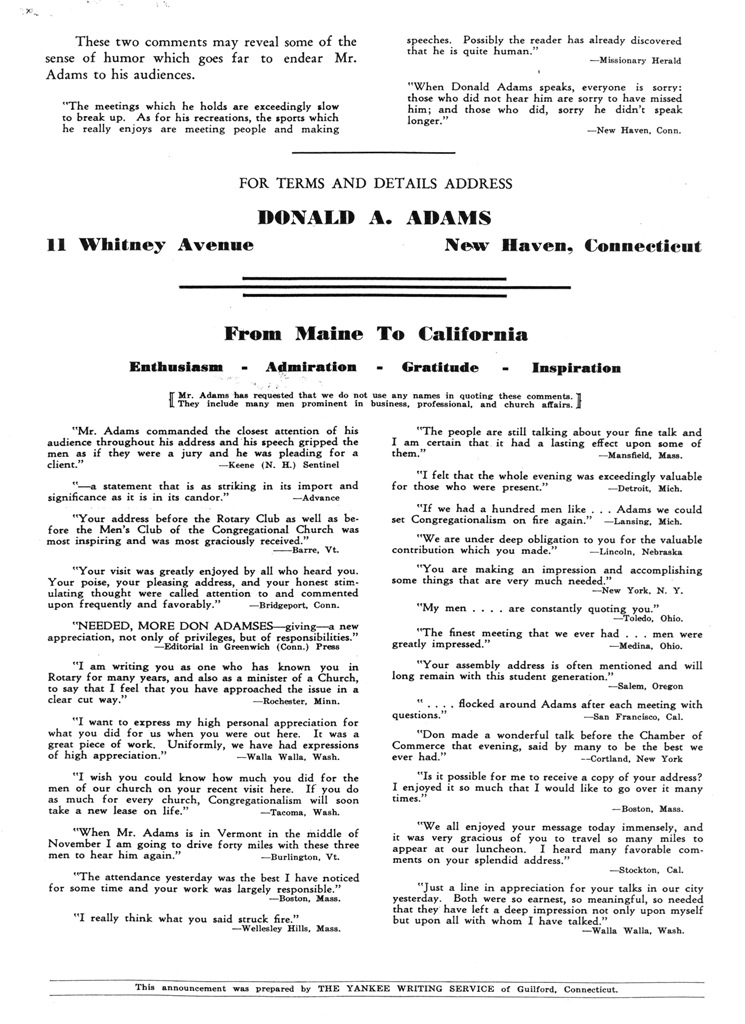 These two comments may reveal some of the
sense of humor which goes far to endear Mr.
Adams to his audiences.
"The meetings which he holds are exceedingly slow
to break up. As for his recreations, the sports which
he really enjoys are meeting people and making
speeches. Possibly the reader has already discovered
that he is quite human."
—Missionary Herald
"When Donald Adams speaks, everyone is sorry:
those who did not hear him are sorry to have missed
him; and those who did, sorry he didn't speak
longer."
—New Haven, Conn.
FOR TERMS AND DETAILS ADDRESS
DONALD A. ADAMS
11 Whitney Avenue New Haven, Connecticut
From Maine To California
Enthusiasm - Admiration - Gratitude - Inspiration
[Mr. Adams has requested that we do not use any names in quoting these comments.
They include many men prominent in business, professional, and church affairs.]
"Mr. Adams commanded the closest attention of his
audience throughout his address and his speech gripped the
men as if they were a jury and he was pleading for a
client." —Keene (N. H.) Sentinel
"—a statement that is as striking in its import and
significance as it is in its candor." —Advance
"Your address before the Rotary Club as well as be-
fore the Men's Club of the Congregational Church was
most inspiring and was most graciously received."
——Barre, Vt.
"Your visit was greatly enjoyed by all who heard you.
Your poise, your pleasing address, and your honest stim-
ulating thought were called attention to and commented
upon frequently and favorably." —Bridgeport, Conn.
"NEEDED, MORE DON ADAMSES—giving—a new
appreciation, not only of privileges, but of responsibilities."
—Editorial in Greenwich (Conn.) Press
"I am writing you as one who has known you in
Rotary for many years, and also as a minister of a Church,
to say that I feel that you have approached the issue in a
clear cut way." —Rochester, Minn.
"I want to express my high personal appreciation for
what you did for us when you were out here. It was a
great piece of work. Uniformly, we have had expressions
of high appreciation." —Walla Walla, Wash.
"I wish you could know how much you did for the
men of our church on your recent visit here. If you do
as much for every church, Congregationalism will soon
take a new lease on life." —Tacoma, Wash.
"When Mr. Adams is in Vermont in the middle of
November I am going to drive forty miles with these three
men to hear him again." —Burlington, Vt.
"The attendance yesterday was the best I have noticed
for some time and your work was largely responsible."
—Boston, Mass.
"I really think what you said struck fire."
—Wellesley Hills, Mass.
"The people are still talking about your fine talk and
I am certain that it had a lasting effect upon some of
them." —Mansfield, Mass.
"I felt that the whole evening was exceedingly valuable
for those who were present." —Detroit, Mich.
"If we had a hundred men like . . . Adams we could
set Congregationalism on fire again." —Lansing, Mich.
"We are under deep obligation to you for the valuable
contribution which you made." —Lincoln, Nebraska
"You are making an impression and accomplishing
some things that are very much needed."
—New York, N. Y.
"My men . . . . are constantly quoting you."
—Toledo, Ohio.
"The finest meeting that we ever had . . . men were
greatly impressed." —Medina, Ohio.
"Your assembly address is often mentioned and will
long remain with this student generation."
—Salem, Oregon
" . . . . flocked around Adams after each meeting with
questions." —San Francisco, Cal.
"Don made a wonderful talk before the Chamber of
Commerce that evening, said by many to be the best we
ever had." --Cortland, New York
"Is it possible for me to receive a copy of your address?
I enjoyed it so much that I would like to go over it many
times."
—Boston, Mass.
"We all enjoyed your message today immensely, and
it was very gracious of you to travel so many miles to
appear at our luncheon. I heard many favorable com-
ments on your splendid address."
—Stockton, Cal.
"Just a line in appreciation for your talks in our city
yesterday. Both were so earnest, so meaningful, so needed
that they have left a deep impression not only upon myself
but upon all with whom I have talked."
—Walla Walla, Wash.
This announcement was prepared by THE YANKEE WRITING SERVICE of Guilford, Connecticut.